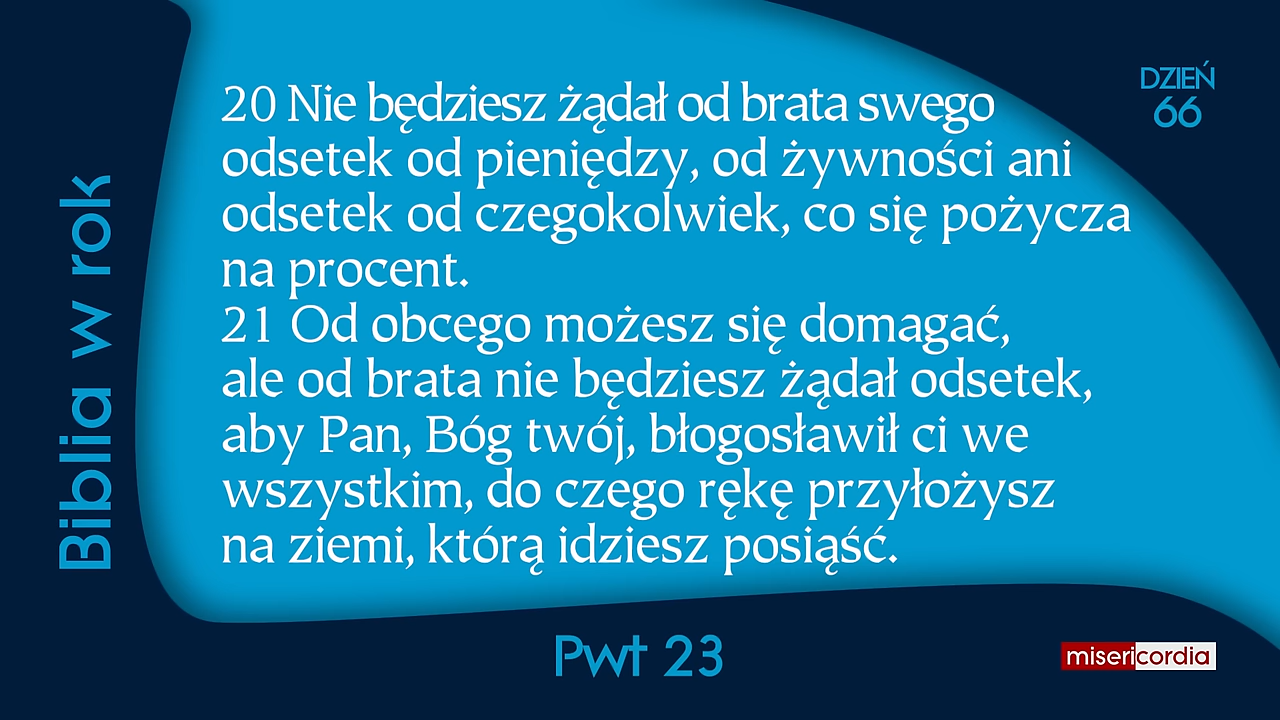 DZIEŃ
66
20 Nie będziesz żądał od brata swego
odsetek od pieniędzy, od żywności ani
odsetek od czegokolwiek, co się pożycza
na procent.
21 Od obcego możesz się domagać,
ale od brata nie będziesz żądał odsetek,
aby Pan, Bóg twój, błogosławił ci we
wszystkim, do czego rękę przyłożysz
na ziemi, którą idziesz posiąść.
Biblia w rok
Pwt 23
misericordia